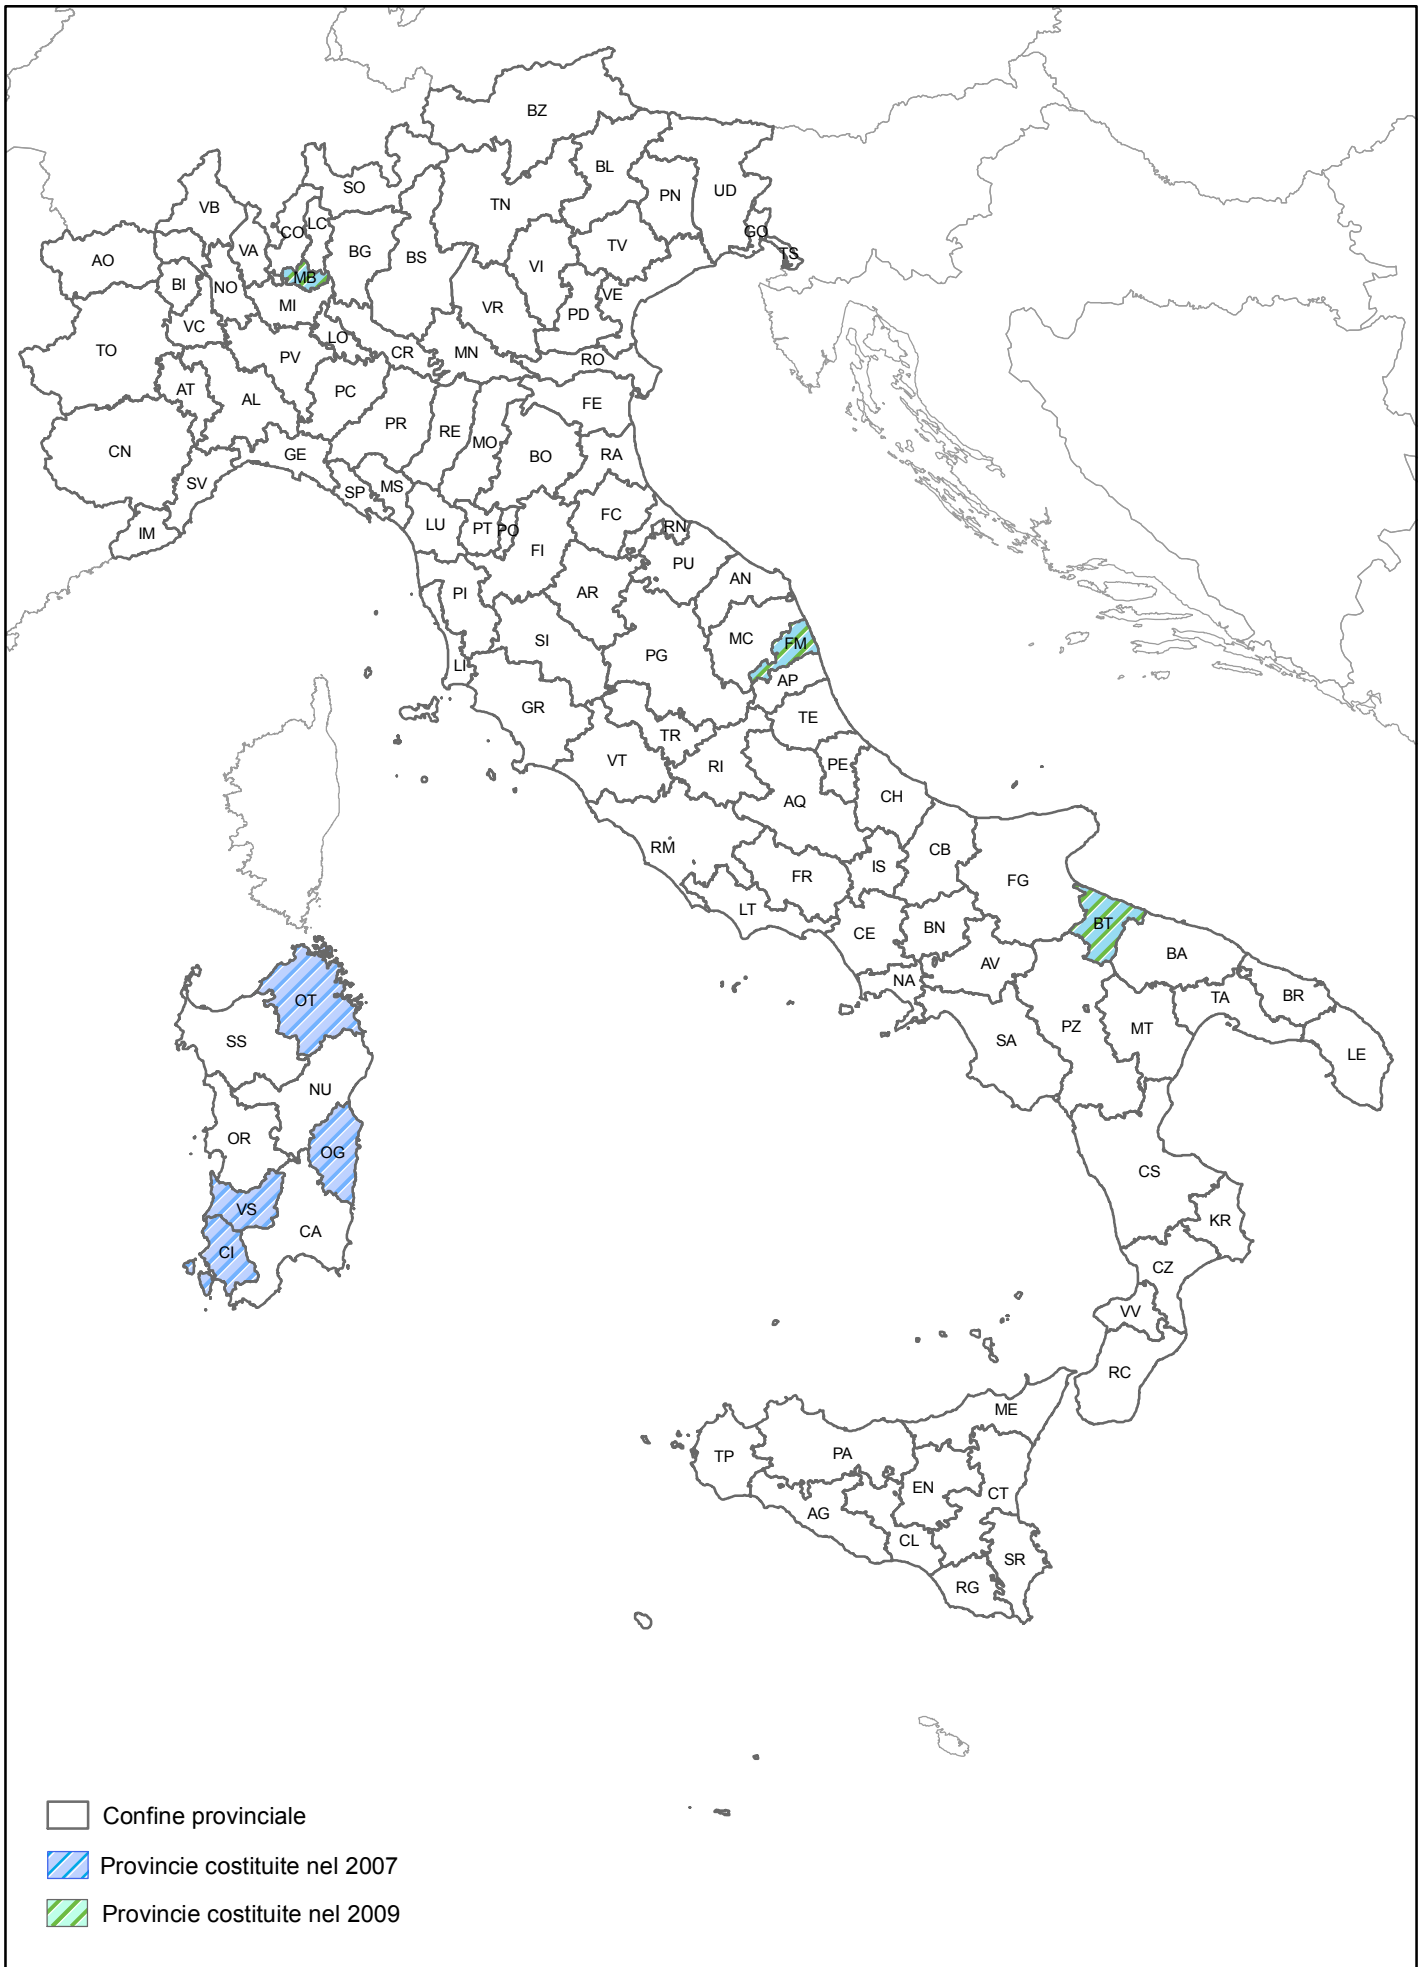 BZ
BL
UD
PN
SO
TN
VB
LC
CO
GO
TV
VA
BG
BS
TS
AO
VI
MB
BI
NO
VE
MI
VR
PD
VC
LO
TO
PV
CR
MN
RO
AT
PC
AL
FE
PR
RE
MO
CN
GE
BO
RA
SV
SP
MS
LU
PT
PO
FC
RN
IM
FI
PU
AN
PI
AR
MC
FM
SI
PG
LI
AP
GR
TE
TR
VT
RI
PE
AQ
CH
RM
CB
IS
FR
FG
LT
BT
CE
BN
BA
AV
NA
TA
BR
OT
PZ
MT
SS
SA
LE
NU
OR
OG
CS
VS
KR
CA
CI
CZ
VV
RC
ME
TP
PA
EN
CT
AG
CL
SR
RG
Confine provinciale
Provincie costituite nel 2007
Provincie costituite nel 2009